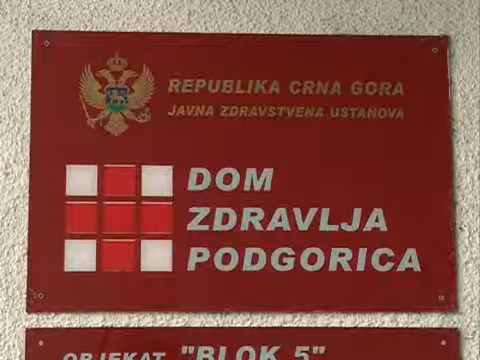 REPUBLIKA CRNA GORA
JAVNA ZDRAVSTVENA USTANOVA
DOM
ZDRAVLJA
PODGORICA
OBJEKAT "BLOK 5"